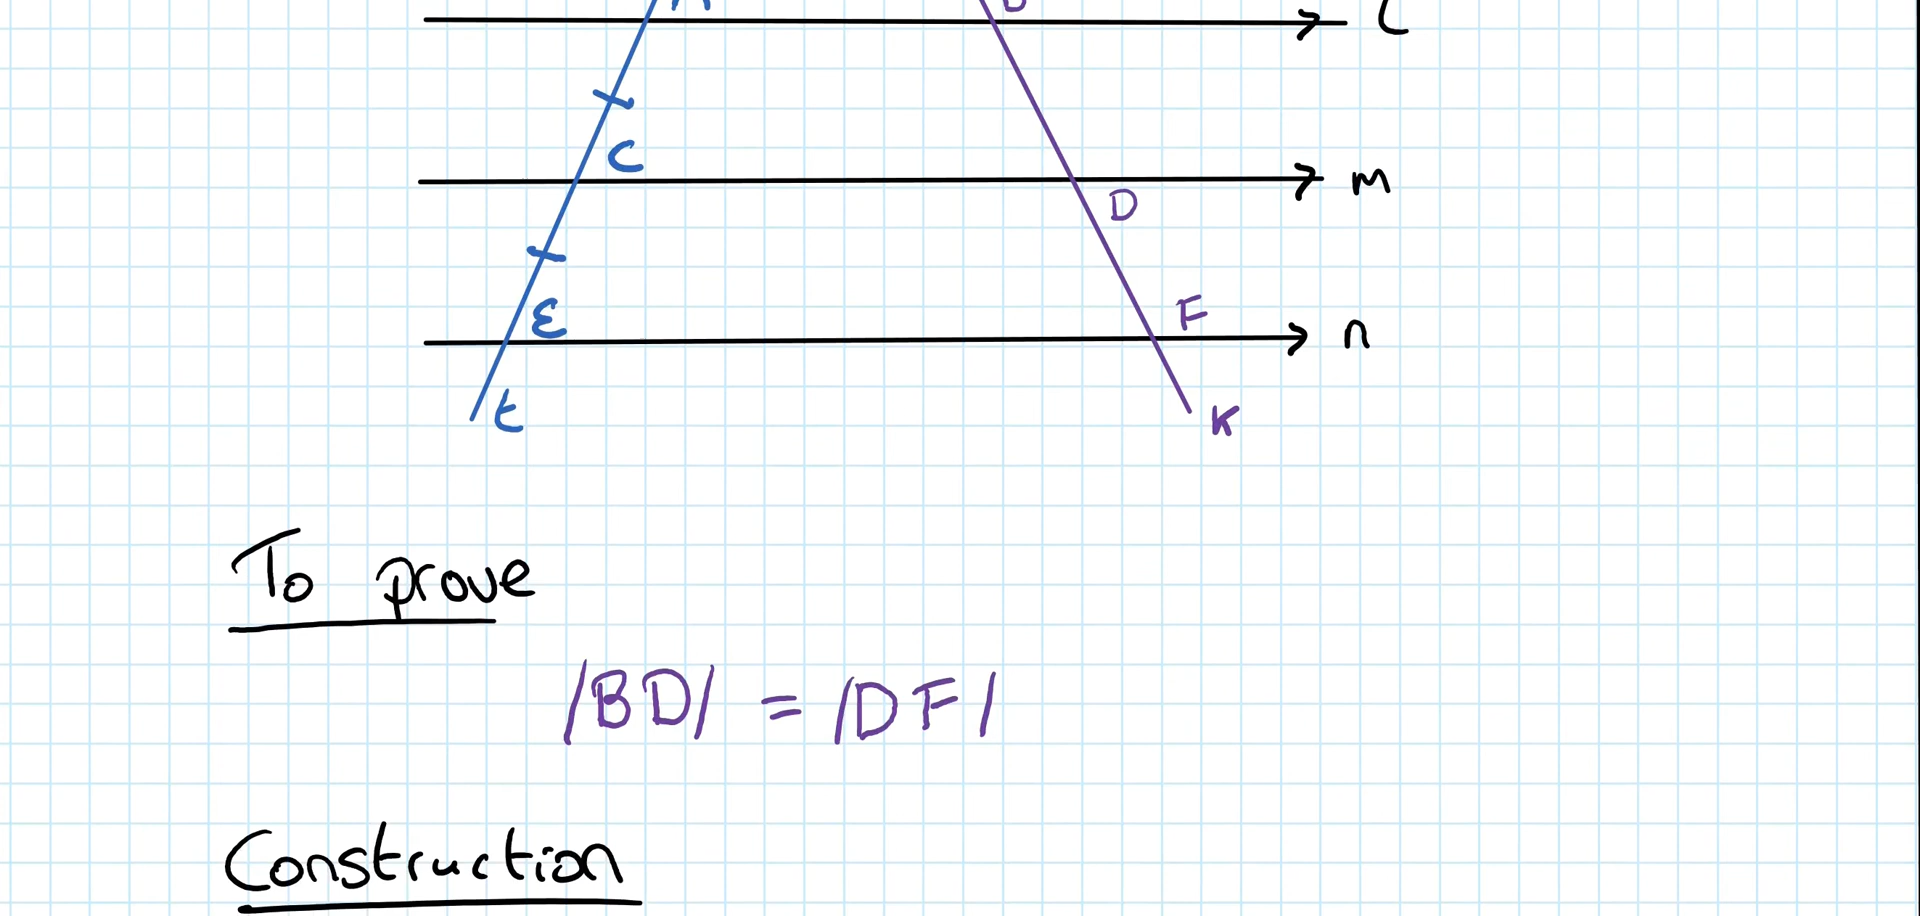 L
C
m
D
E
F
n
t
K
To prove
|BD| = |DF|
Construction